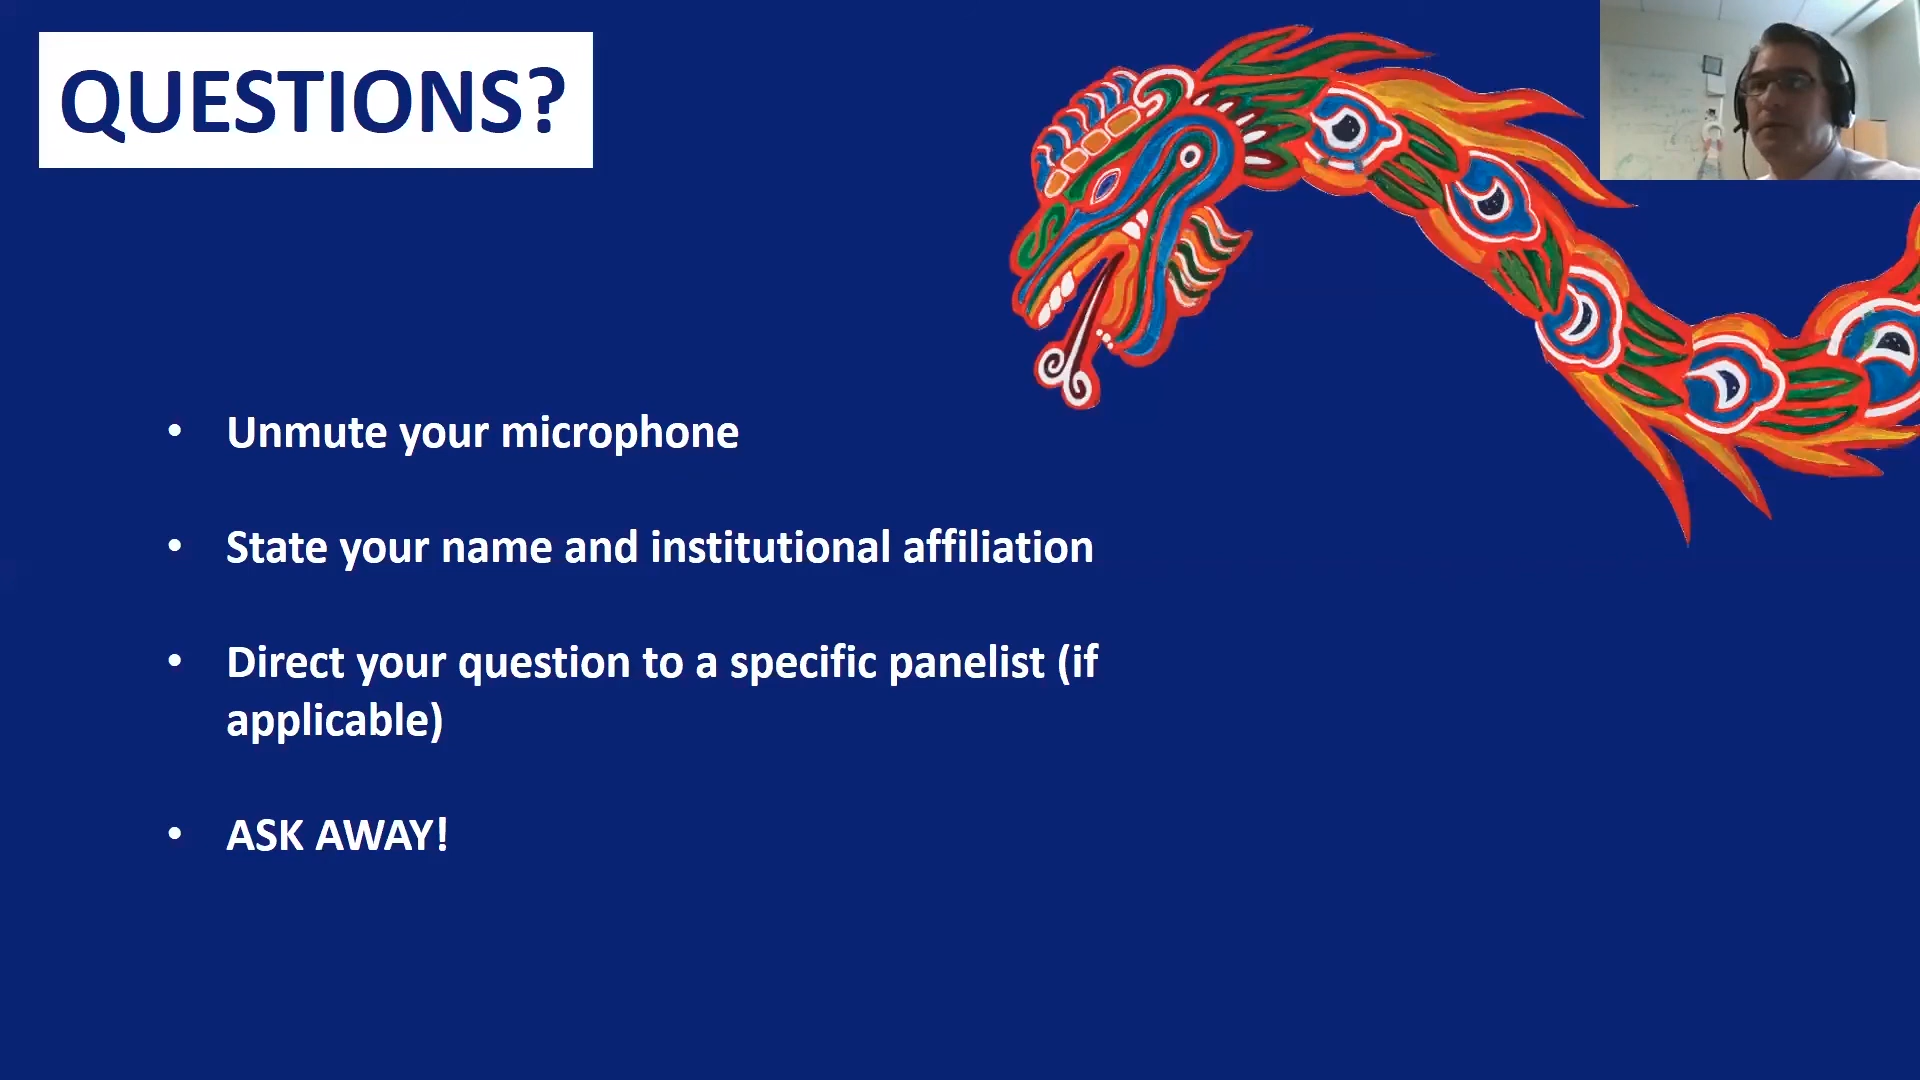 QUESTIONS?
• Unmute your microphone
• State your name and institutional affiliation
• Direct your question to a specific panelist (if
applicable)
• ASK AWAY!